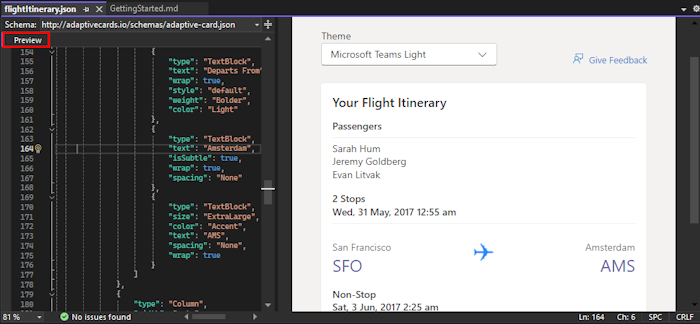 flightItinerary.json GettingStarted.md
Schema: http://adaptivecards.io/schemas/adaptive-card.json
Preview
154 {
155 "type": "TextBlock",
156 "text": "Departs From"
157 "wrap": true,
158 "style": "default",
159 "weight": "Bolder",
160 "color": "Light"
161 },
162 {
163 "type": "TextBlock",
164 "text": "Amsterdam",
165 "isSubtle": true,
166 "wrap": true,
167 "spacing": "None"
168 },
169 {
170 "type": "TextBlock",
171 "size": "ExtraLarge",
172 "color": "Accent",
173 "text": "AMS",
174 "spacing": "None",
175 "wrap": true
176 }
177 ]
178 },
179 {
180 "type": "Column",
81 % No issues found
Theme
Microsoft Teams Light
Give Feedback
Your Flight Itinerary
Passengers
Sarah Hum
Jeremy Goldberg
Evan Litvak
2 Stops
Wed, 31 May, 2017 12:55 am
San Francisco Amsterdam
SFO AMS
Non-Stop
Sat, 3 Jun, 2017 12:55 am
Ln: 164 Ch: 6 SPC CRLF